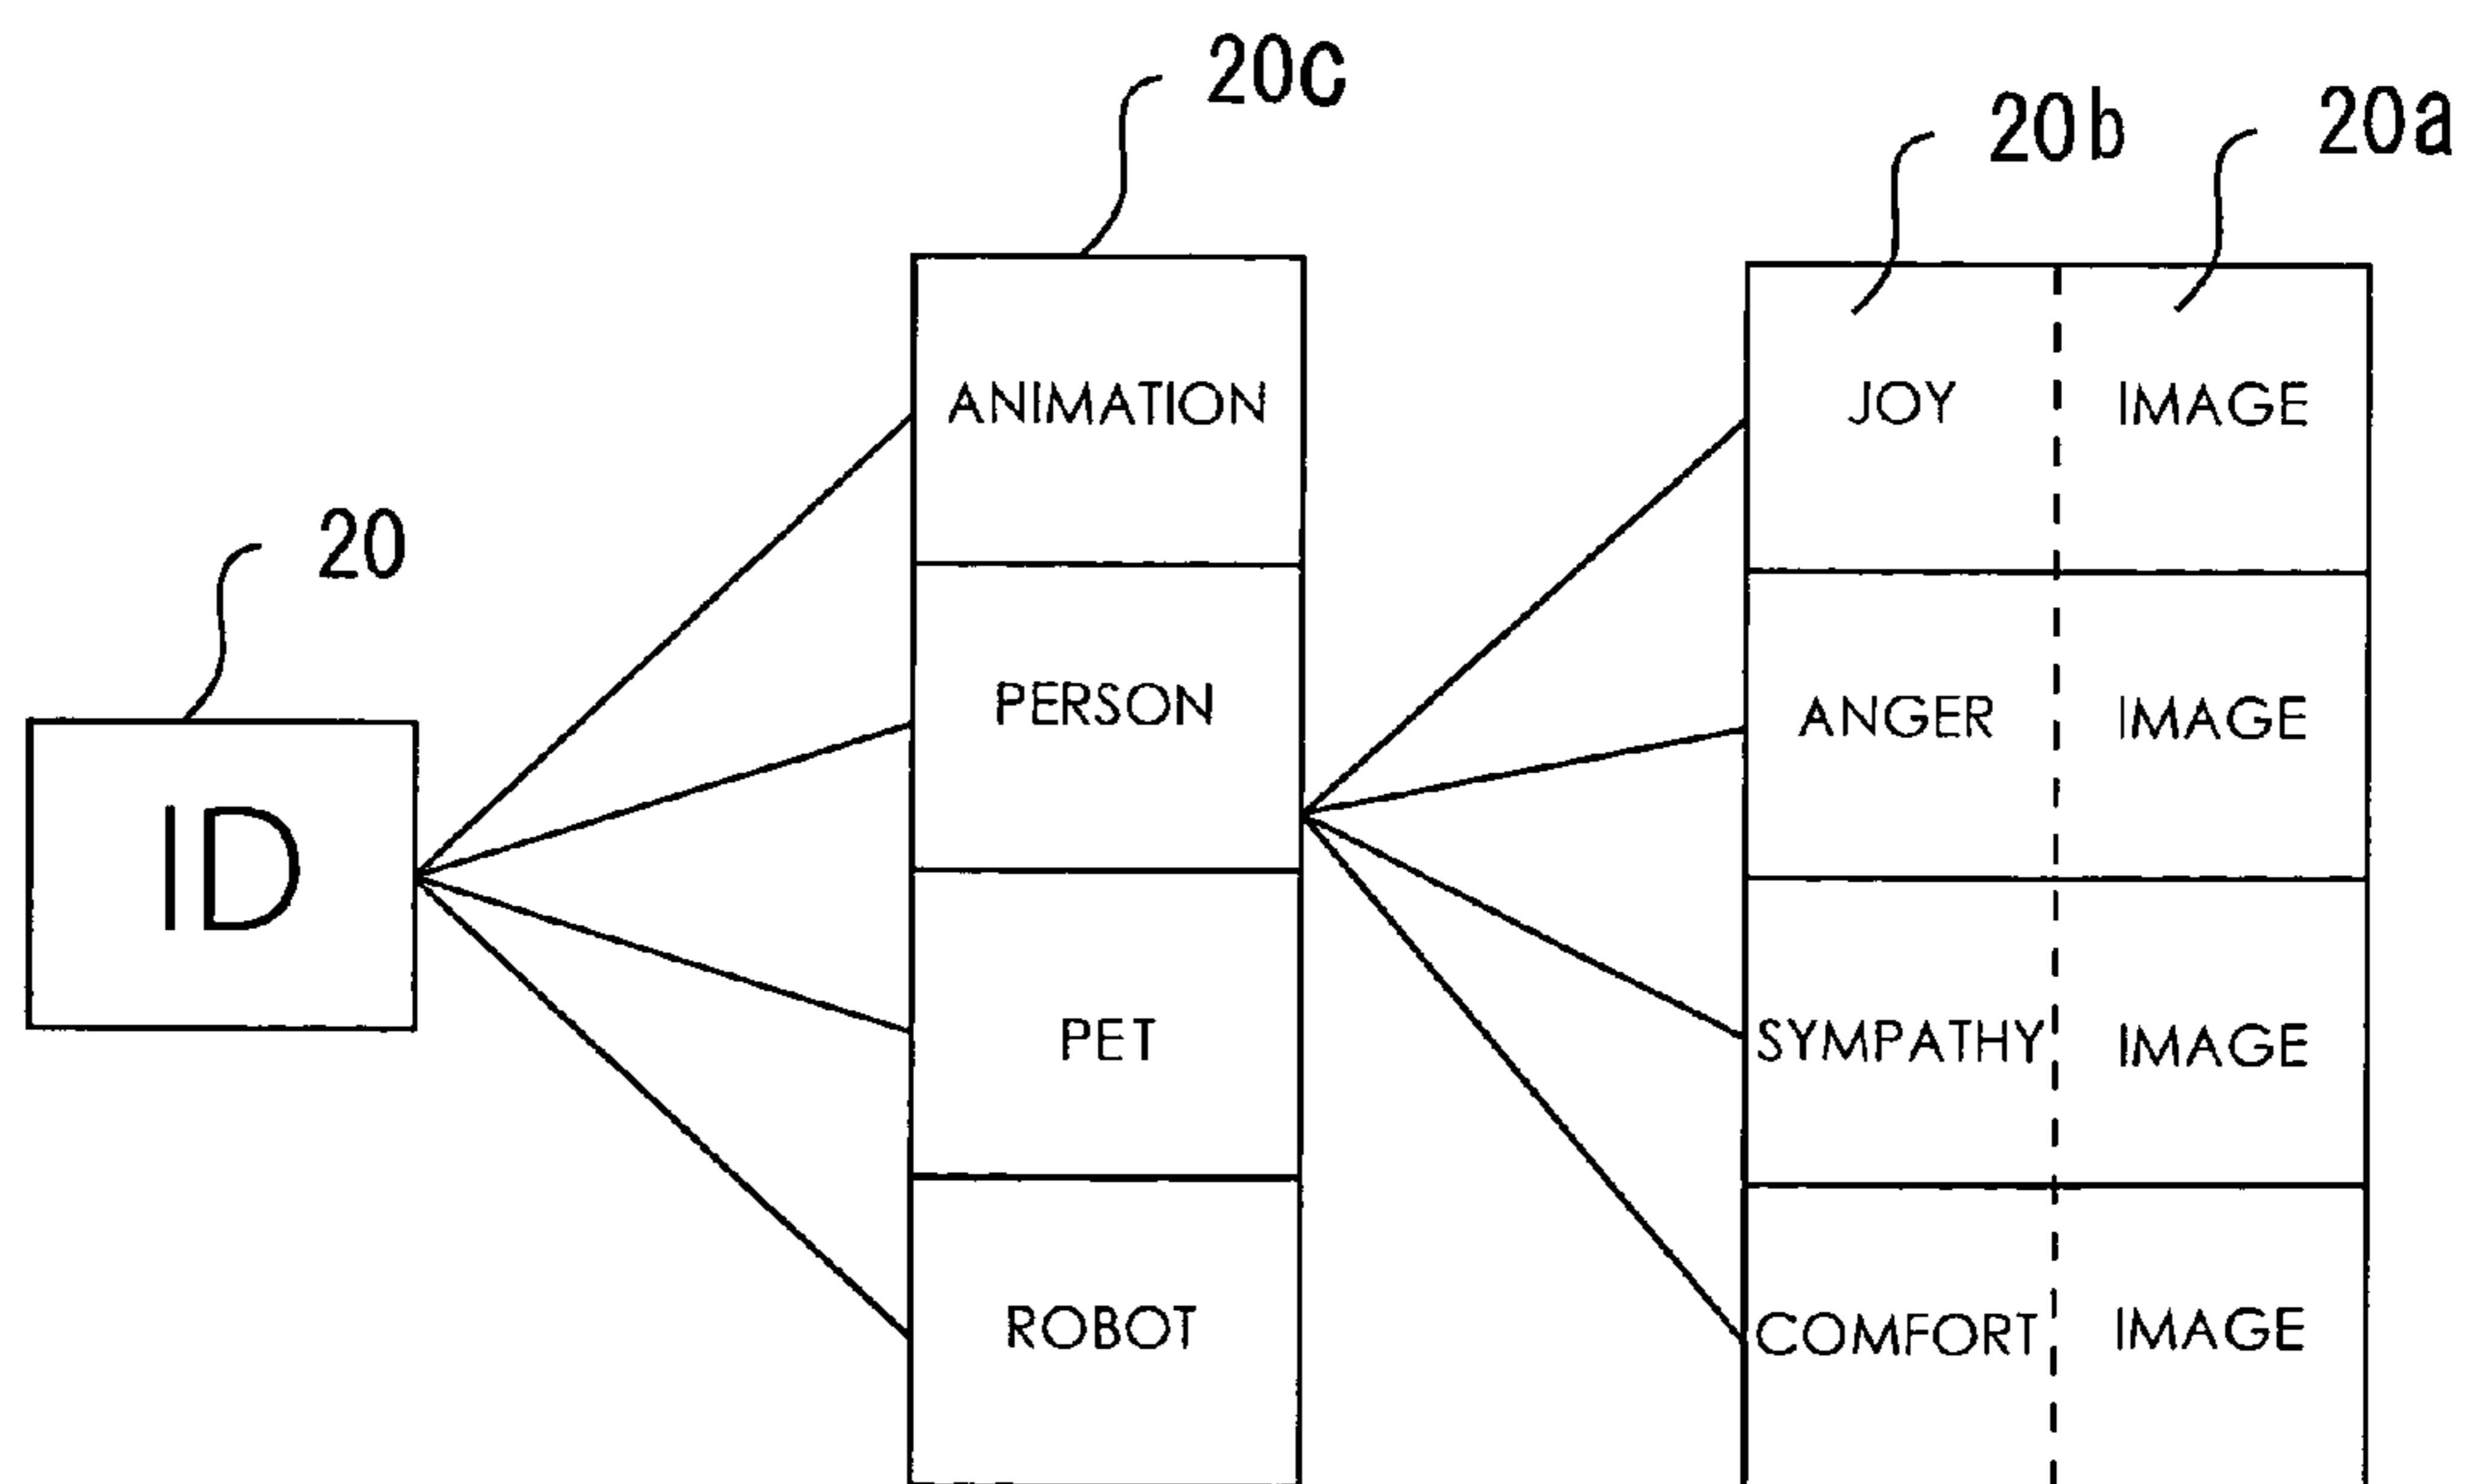 20c
20b
20a
20
ID
ANIMATION
PERSON
PET
ROBOT
JOY IMAGE
ANGER IMAGE
SYMPATHY IMAGE
COMFORT IMAGE